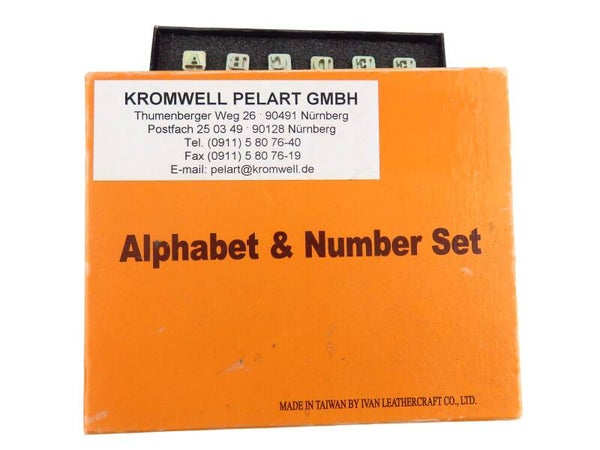 A B C D E F
KROMWELL PELART GMBH
Thumenberger Weg 26 · 90491 Nürnberg
Postfach 25 03 49 · 90128 Nürnberg
Tel. (0911) 5 80 76-40
Fax (0911) 5 80 76-19
E-mail: pelart@kromwell.de
Alphabet & Number Set
MADE IN TAIWAN BY IVAN LEATHERCRAFT CO., LTD.